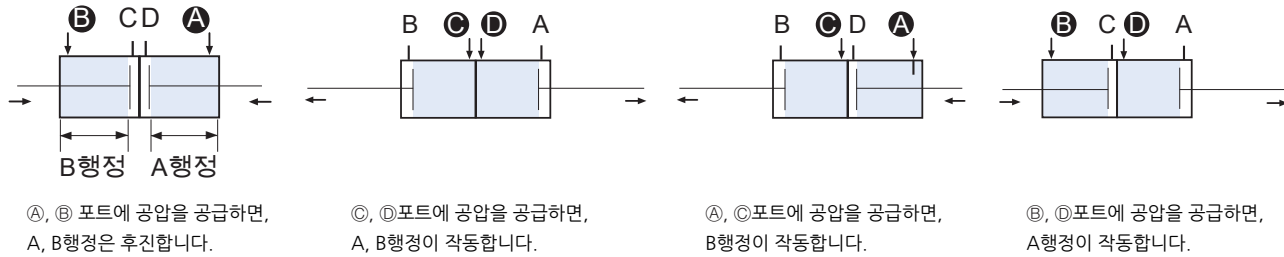 B C D A
B C D A
B C D A
B C D A
B행정 A행정
Ⓐ, Ⓑ 포트에 공압을 공급하면,
A, B행정은 후진합니다.
Ⓒ, Ⓓ포트에 공압을 공급하면,
A, B행정이 작동합니다.
Ⓐ, Ⓒ포트에 공압을 공급하면,
B행정이 작동합니다.
Ⓑ, Ⓓ포트에 공압을 공급하면,
A행정이 작동합니다.